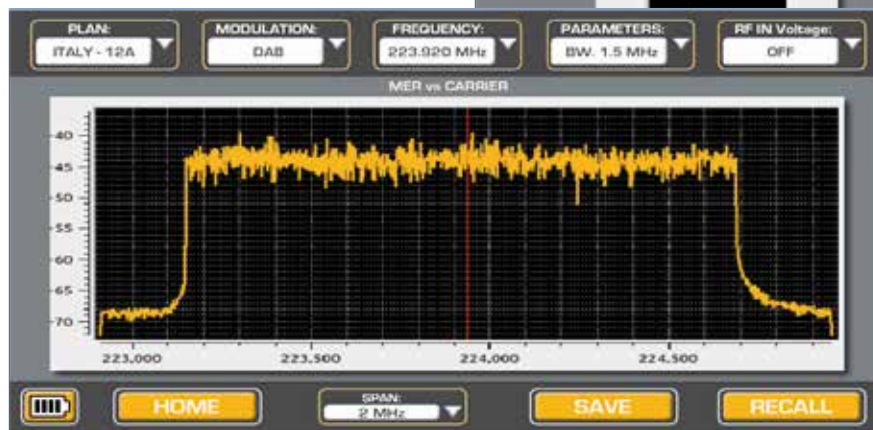 PLAN: MODULATION: FREQUENCY: PARAMETERS: RF IN Voltage:
ITALY - 12A DAB 223.920 MHz BW. 1.5 MHz OFF
MER vs CARRIER
-40
-45
-50
-55
-60
-65
-70
223.000 223.500 224.000 224.500
HOME SPAN: 2 MHz SAVE RECALL